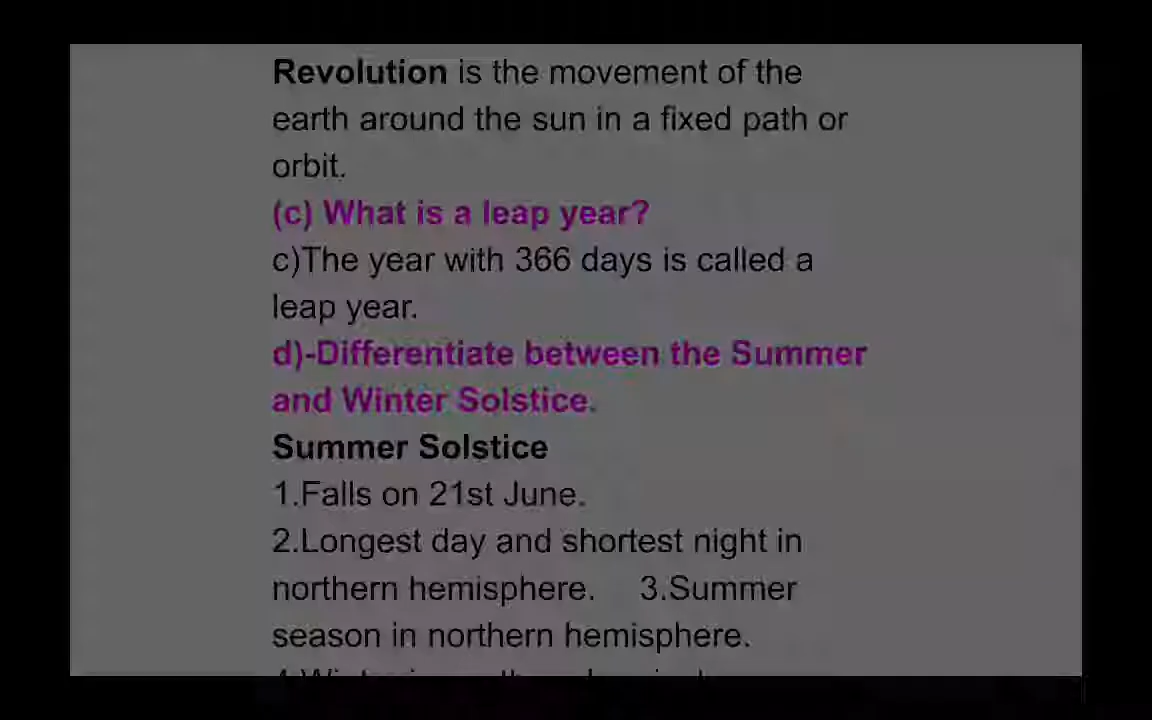 Revolution is the movement of the
earth around the sun in a fixed path or
orbit.
(c) What is a leap year?
c)The year with 366 days is called a
leap year.
d)-Differentiate between the Summer
and Winter Solstice.
Summer Solstice
1.Falls on 21st June.
2.Longest day and shortest night in
northern hemisphere. 3.Summer
season in northern hemisphere.